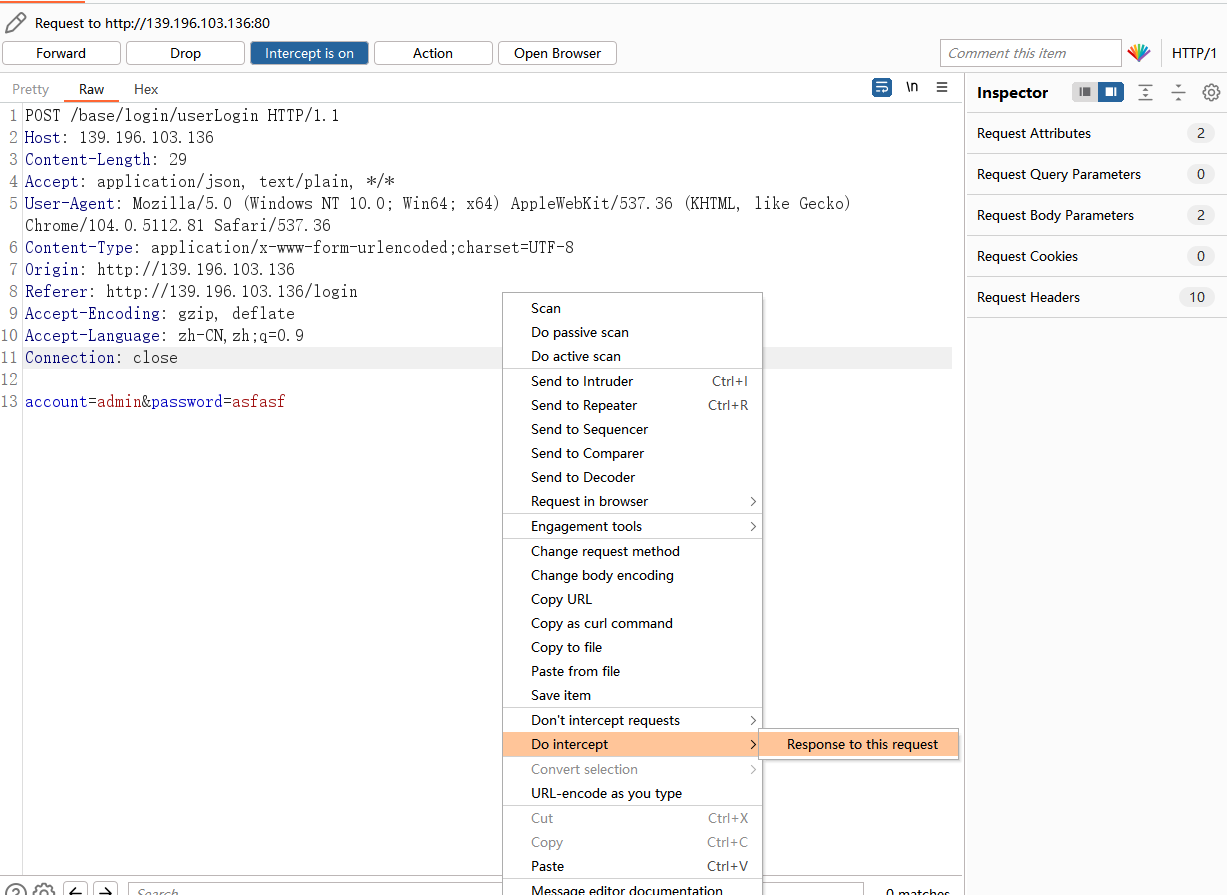 Request to http://139.196.103.136:80
Forward Drop Intercept is on Action Open Browser Comment this item HTTP/1
Pretty Raw Hex \n
1 POST /base/login/userLogin HTTP/1.1
2 Host: 139.196.103.136
3 Content-Length: 29
4 Accept: application/json, text/plain, */*
5 User-Agent: Mozilla/5.0 (Windows NT 10.0; Win64; x64) AppleWebKit/537.36 (KHTML, like Gecko)
Chrome/104.0.5112.81 Safari/537.36
6 Content-Type: application/x-www-form-urlencoded;charset=UTF-8
7 Origin: http://139.196.103.136
8 Referer: http://139.196.103.136/login
9 Accept-Encoding: gzip, deflate
10 Accept-Language: zh-CN,zh;q=0.9
11 Connection: close
12
13 account=admin&password=asfasf
Scan
Do passive scan
Do active scan
Send to Intruder Ctrl+I
Send to Repeater Ctrl+R
Send to Sequencer
Send to Comparer
Send to Decoder
Request in browser
Engagement tools
Change request method
Change body encoding
Copy URL
Copy as curl command
Copy to file
Paste from file
Save item
Don't intercept requests
Do intercept
Response to this request
Convert selection
URL-encode as you type
Cut Ctrl+X
Copy Ctrl+C
Paste Ctrl+V
Message editor documentation
Inspector
Request Attributes 2
Request Query Parameters 0
Request Body Parameters 2
Request Cookies 0
Request Headers 10
Search... 0 matches